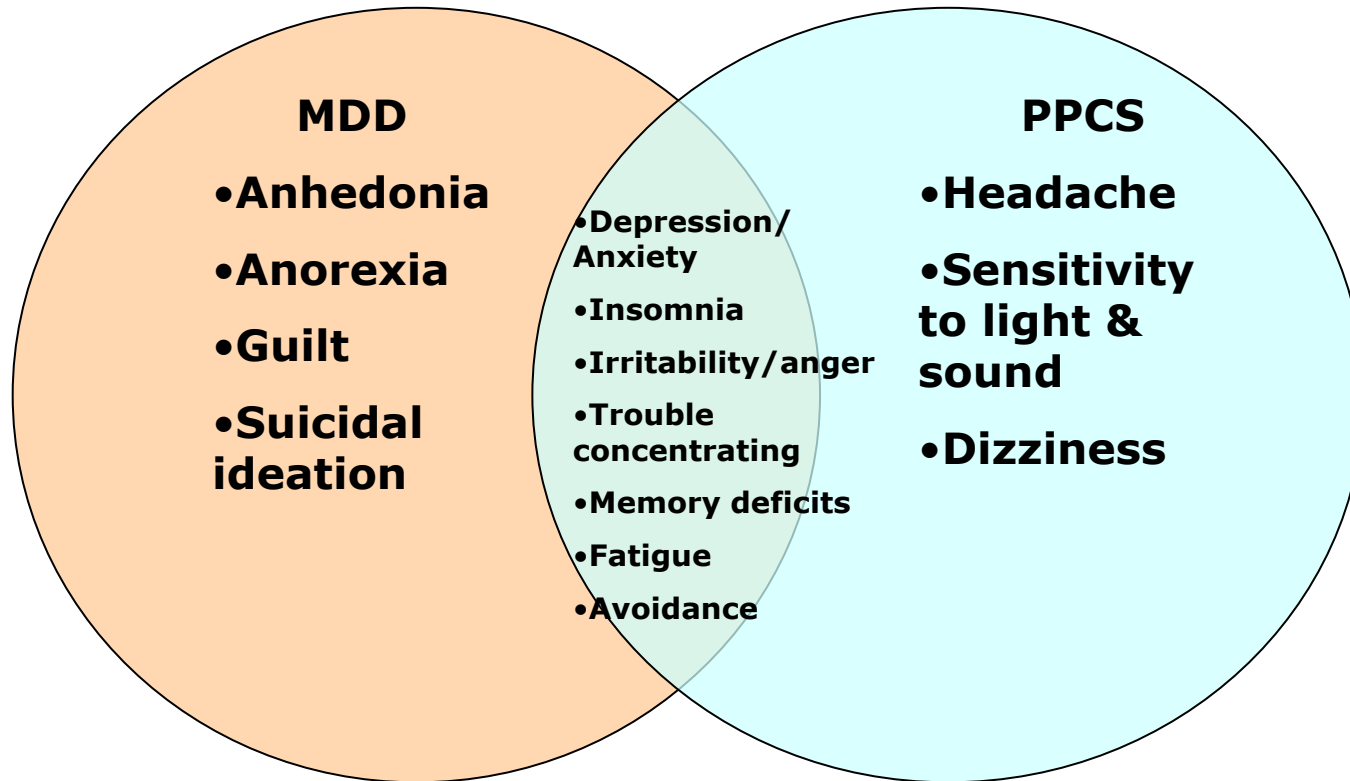 MDD
•Anhedonia
•Anorexia
•Guilt
•Suicidal
ideation
•Depression/
Anxiety
•Insomnia
•Irritability/anger
•Trouble
concentrating
•Memory deficits
•Fatigue
•Avoidance
PPCS
•Headache
•Sensitivity
to light &
sound
•Dizziness